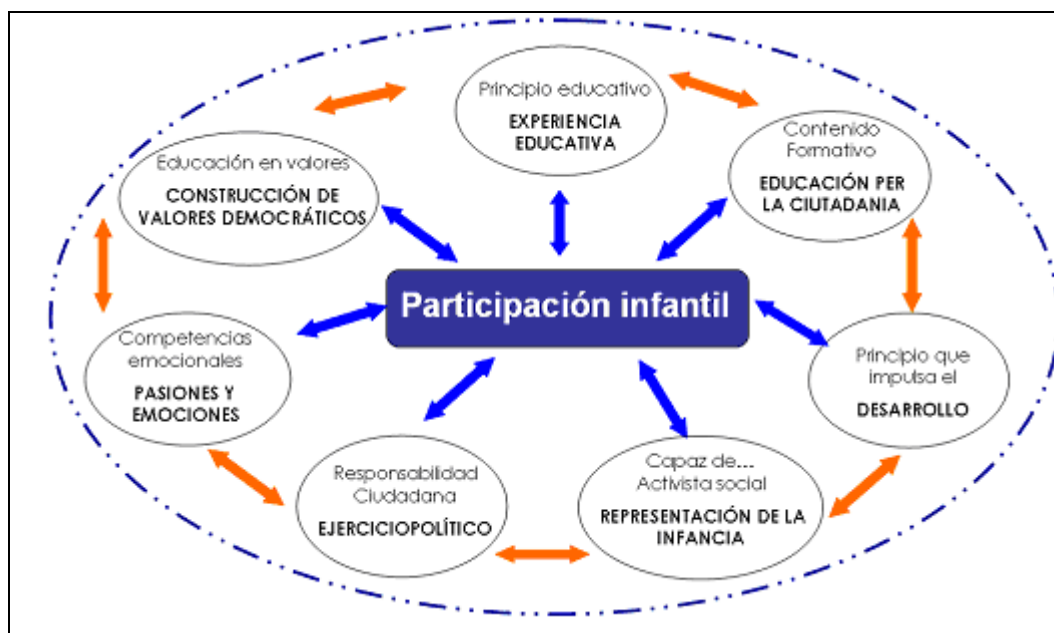 Principio educativo
EXPERIENCIA
EDUCATIVA
Contenido
Formativo
EDUCACIÓN PER
LA CIUTADANIA
Educación en valores
CONSTRUCCIÓN DE
VALORES DEMOCRÁTICOS
Participación infantil
Competencias
emocionales
PASIONES Y
EMOCIONES
Principio que
impulsa el
DESARROLLO
Responsabilidad
Ciudadana
EJERCICIOPOLÍTICO
Capaz de...
Activista social
REPRESENTACIÓN DE LA
INFANCIA